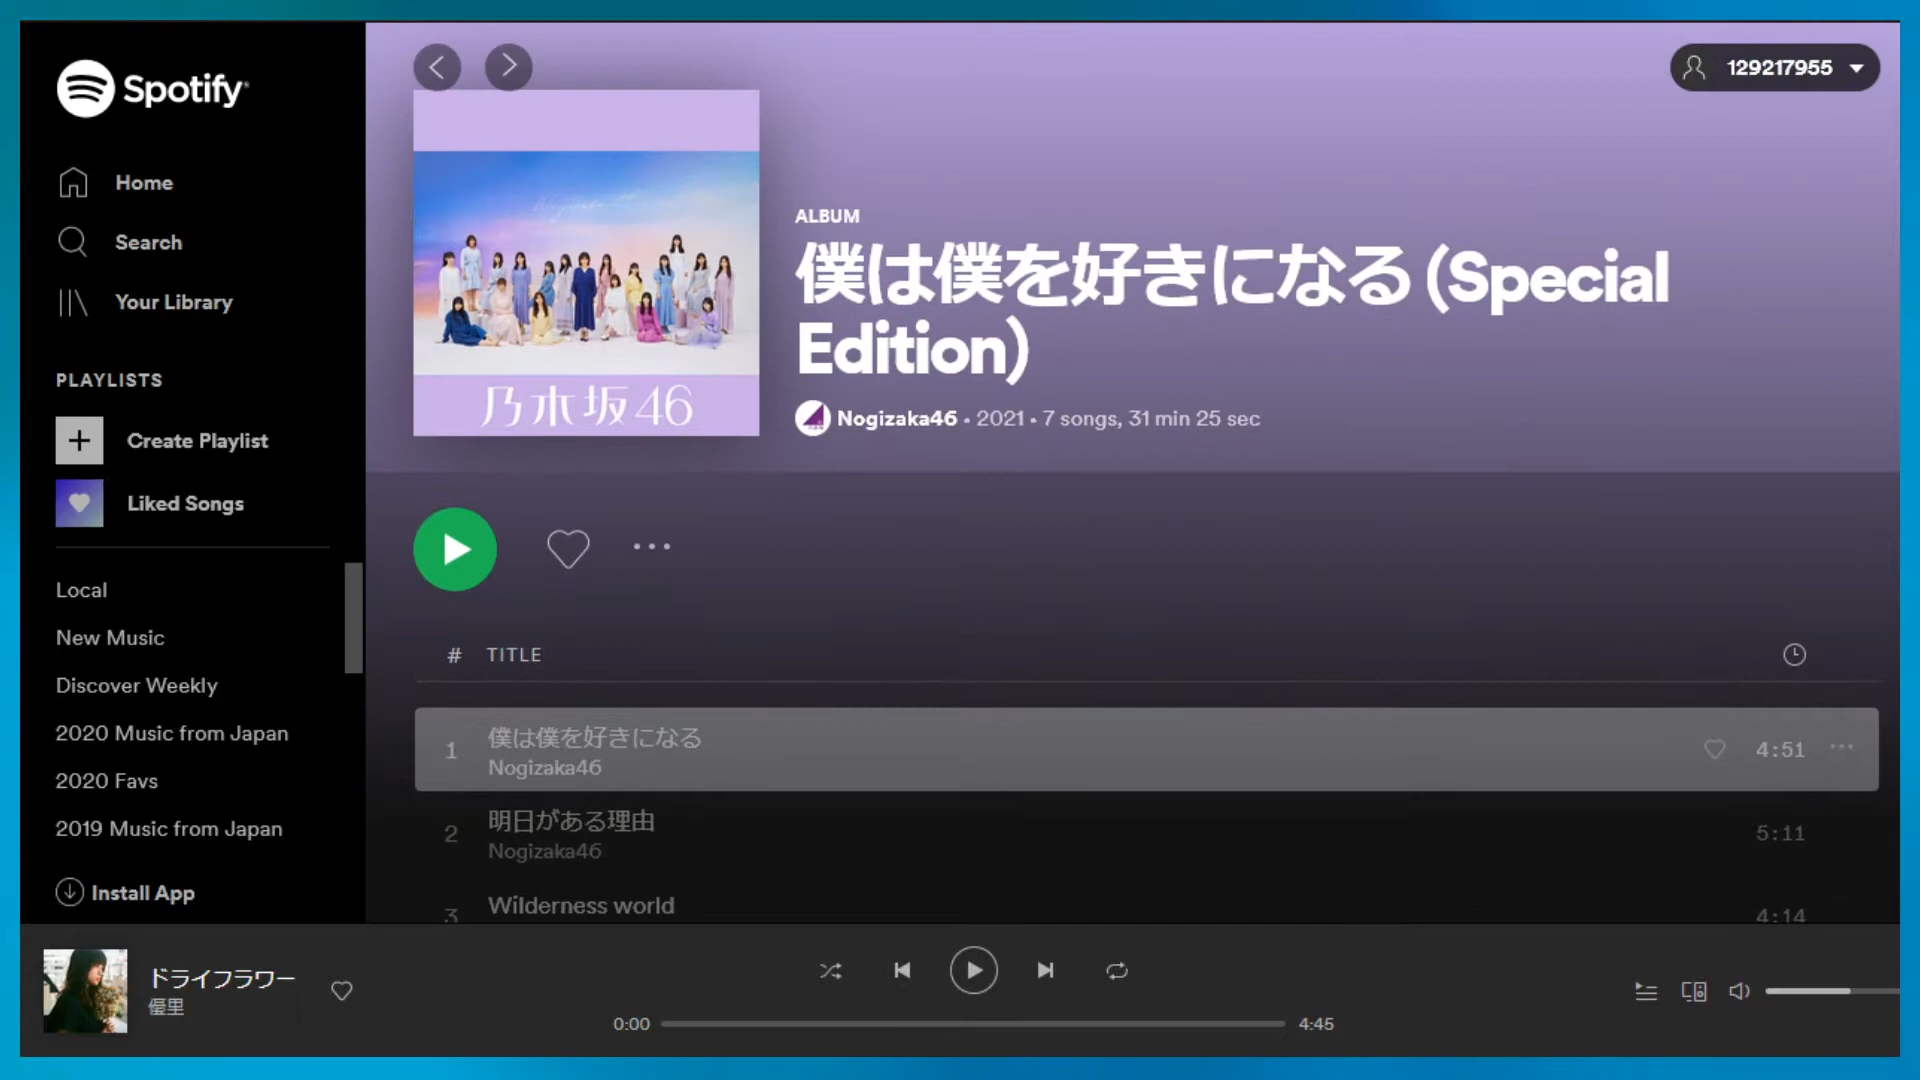 Spotify
Home
Search
Your Library
PLAYLISTS
Create Playlist
Liked Songs
Local
New Music
Discover Weekly
2020 Music from Japan
2020 Favs
2019 Music from Japan
Install App
129217955
乃木坂46
ALBUM
僕は僕を好きになる (Special
Edition)
Nogizaka46 • 2021 • 7 songs, 31 min 25 sec
# TITLE
1 僕は僕を好きになる 4:51
Nogizaka46
2 明日がある理由 5:11
Nogizaka46
3 Wilderness world 4:14
ドライフラワー
優里
0:00 4:45